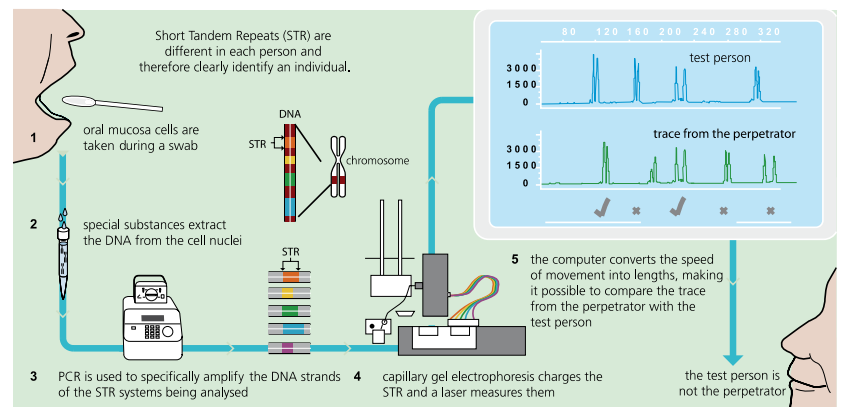 Short Tandem Repeats (STR) are
different in each person and
therefore clearly identify an individual.
1
oral mucosa cells are
taken during a swab
DNA
STR
chromosome
2
special substances extract
the DNA from the cell nuclei
STR
3
PCR is used to specifically amplify the DNA strands
of the STR systems being analysed
4
capillary gel electrophoresis charges the
STR and a laser measures them
80 120 160 200 240 280 320
3000
1500
0
test person
trace from the perpetrator
3000
1500
0
5
the computer converts the speed
of movement into lengths, making
it possible to compare the trace
from the perpetrator with the
test person
the test person is
not the perpetrator